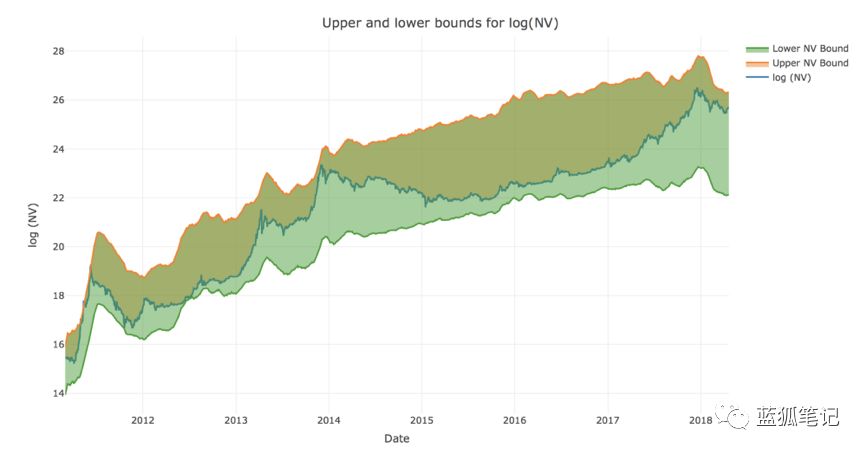 Upper and lower bounds for log(NV)
Lower NV Bound
Upper NV Bound
log (NV)
log (NV)
28
26
24
22
20
18
16
14
2012
2013
2014
2015
2016
2017
2018
Date
蓝狐笔记